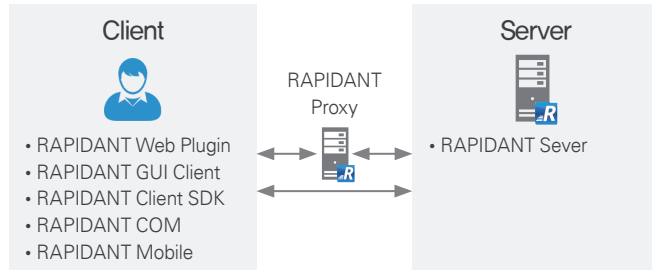 Client
• RAPIDANT Web Plugin
• RAPIDANT GUI Client
• RAPIDANT Client SDK
• RAPIDANT COM
• RAPIDANT Mobile
RAPIDANT
Proxy
R
Server
R
• RAPIDANT Sever